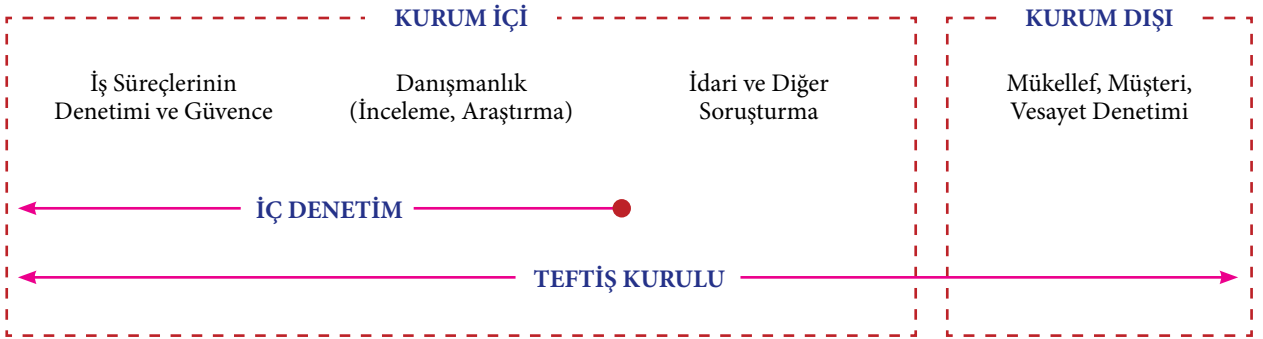 KURUM İÇİ
KURUM DIŞI
İş Süreçlerinin
Denetimi ve Güvence
Danışmanlık
(İnceleme, Araştırma)
İdari ve Diğer
Soruşturma
Mükellef, Müşteri,
Vesayet Denetimi
İÇ DENETİM
TEFTİŞ KURULU